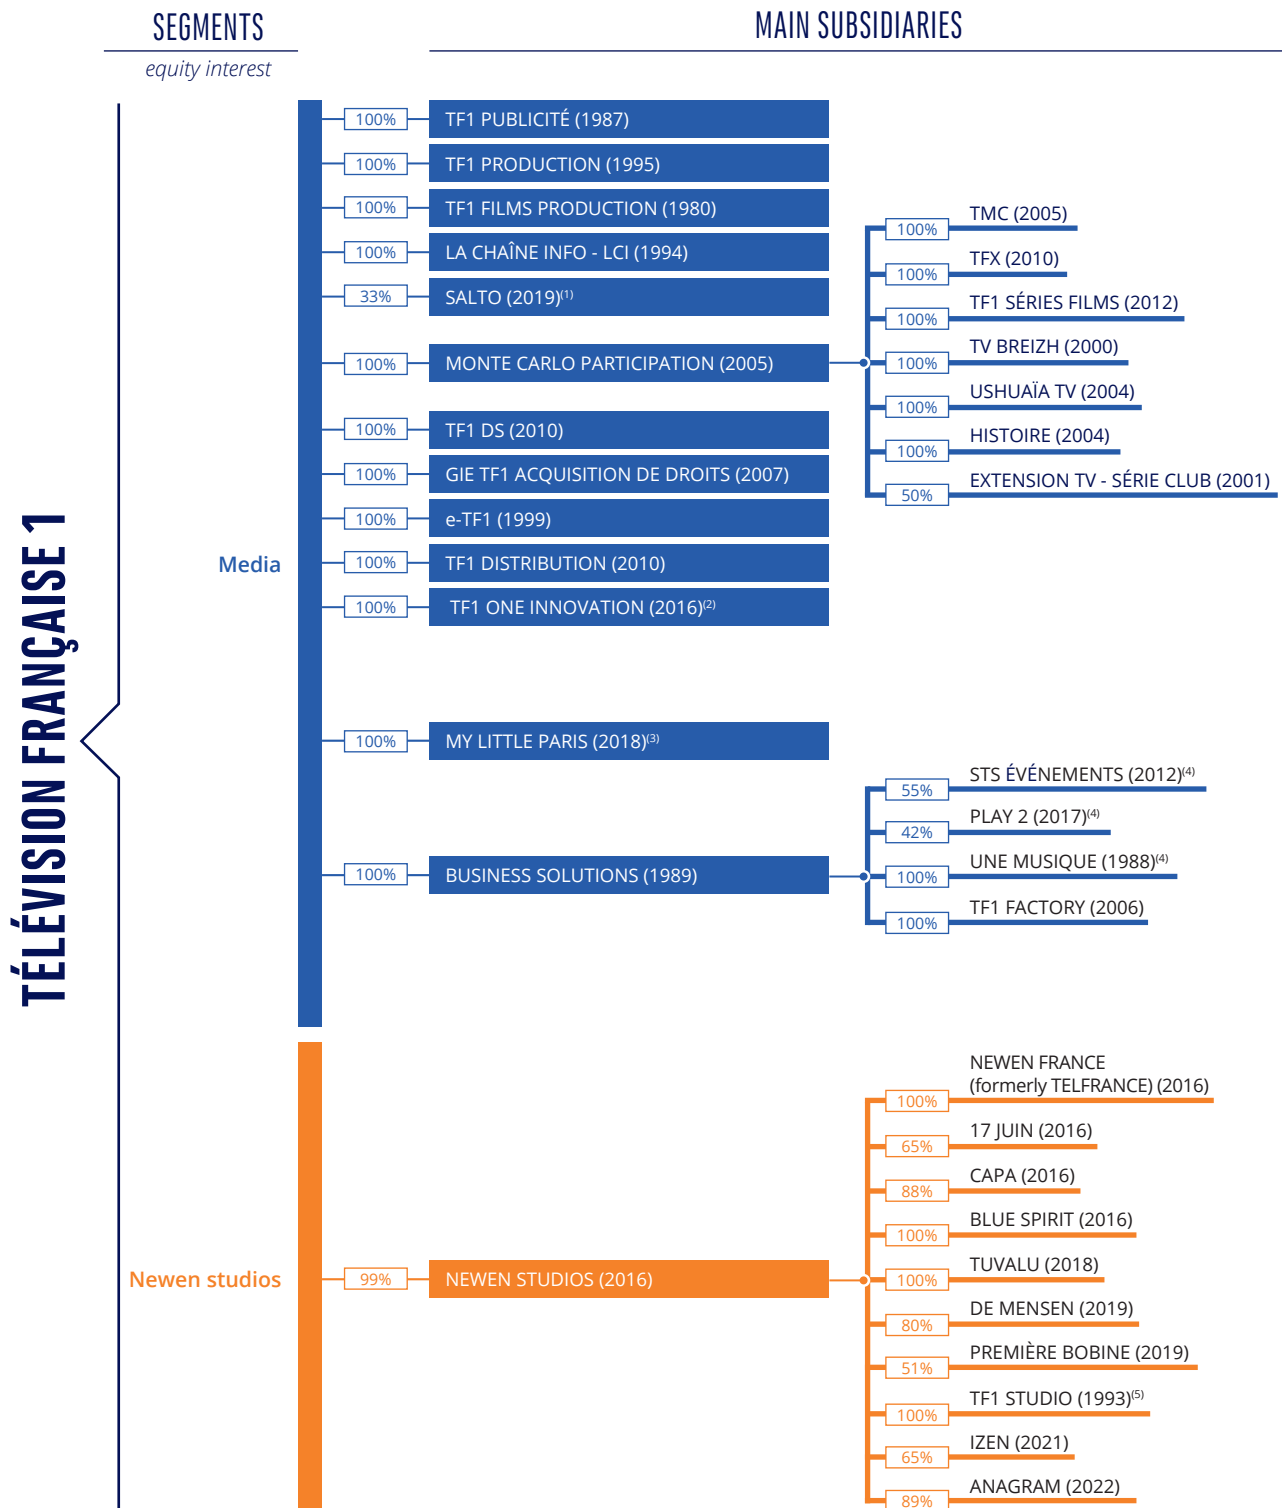 SEGMENTS
equity interest
MAIN SUBSIDIARIES
TÉLÉVISION FRANÇAISE 1
Media
100% TF1 PUBLICITÉ (1987)
100% TF1 PRODUCTION (1995)
100% TF1 FILMS PRODUCTION (1980)
100% LA CHAÎNE INFO - LCI (1994)
33% SALTO (2019)(1)
100% MONTE CARLO PARTICIPATION (2005)
100% TMC (2005)
100% TFX (2010)
100% TF1 SÉRIES FILMS (2012)
100% TV BREIZH (2000)
100% USHUAÏA TV (2004)
100% HISTOIRE (2004)
50% EXTENSION TV - SÉRIE CLUB (2001)
100% TF1 DS (2010)
100% GIE TF1 ACQUISITION DE DROITS (2007)
100% e-TF1 (1999)
100% TF1 DISTRIBUTION (2010)
100% TF1 ONE INNOVATION (2016)(2)
100% MY LITTLE PARIS (2018)(3)
100% BUSINESS SOLUTIONS (1989)
55% STS ÉVÉNEMENTS (2012)(4)
42% PLAY 2 (2017)(4)
100% UNE MUSIQUE (1988)(4)
100% TF1 FACTORY (2006)
Newen studios
99% NEWEN STUDIOS (2016)
NEWEN FRANCE
100% (formerly TELFRANCE) (2016)
65% 17 JUIN (2016)
88% CAPA (2016)
100% BLUE SPIRIT (2016)
100% TUVALU (2018)
80% DE MENSEN (2019)
51% PREMIÈRE BOBINE (2019)
100% TF1 STUDIO (1993)(5)
65% IZEN (2021)
89% ANAGRAM (2022)